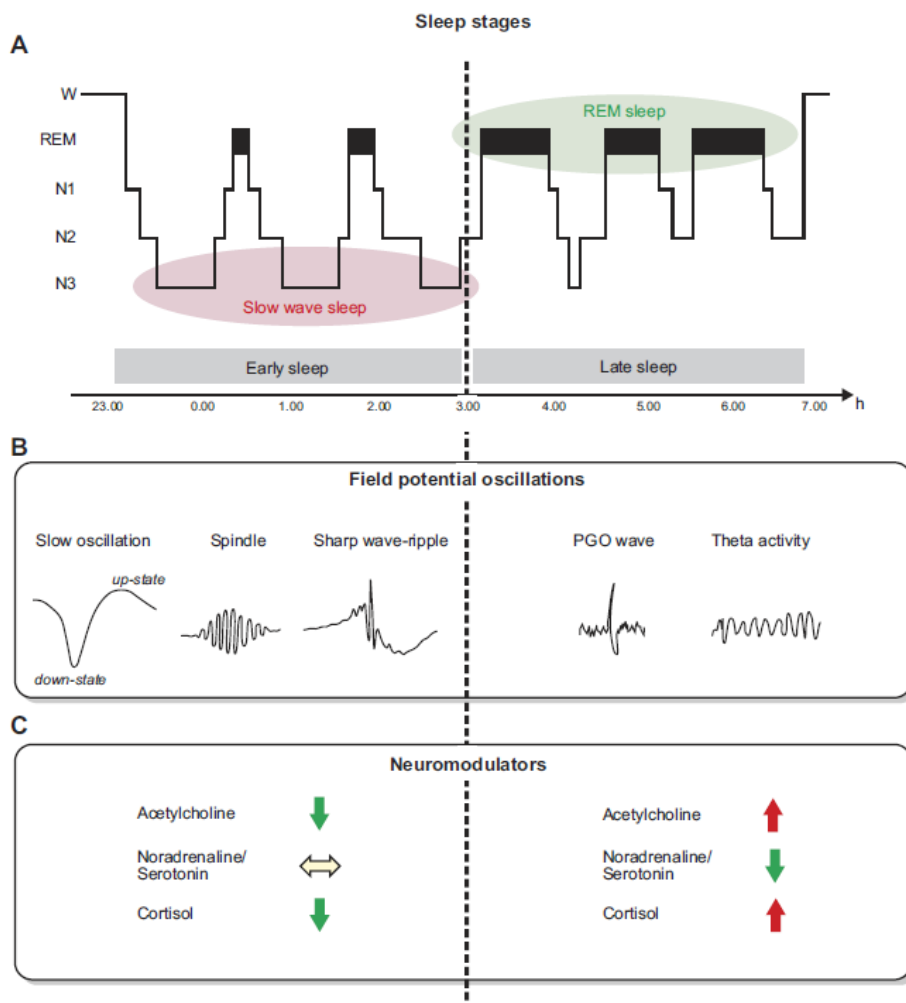 Sleep stages
A
W
REM
N1
N2
N3
REM sleep
Slow wave sleep
Early sleep
Late sleep
23.00 0.00 1.00 2.00 3.00 4.00 5.00 6.00 7.00 h
B
Field potential oscillations
Slow oscillation Spindle Sharp wave-ripple PGO wave Theta activity
up-state
down-state
C
Neuromodulators
Acetylcholine
Noradrenaline/
Serotonin
Cortisol
Acetylcholine
Noradrenaline/
Serotonin
Cortisol